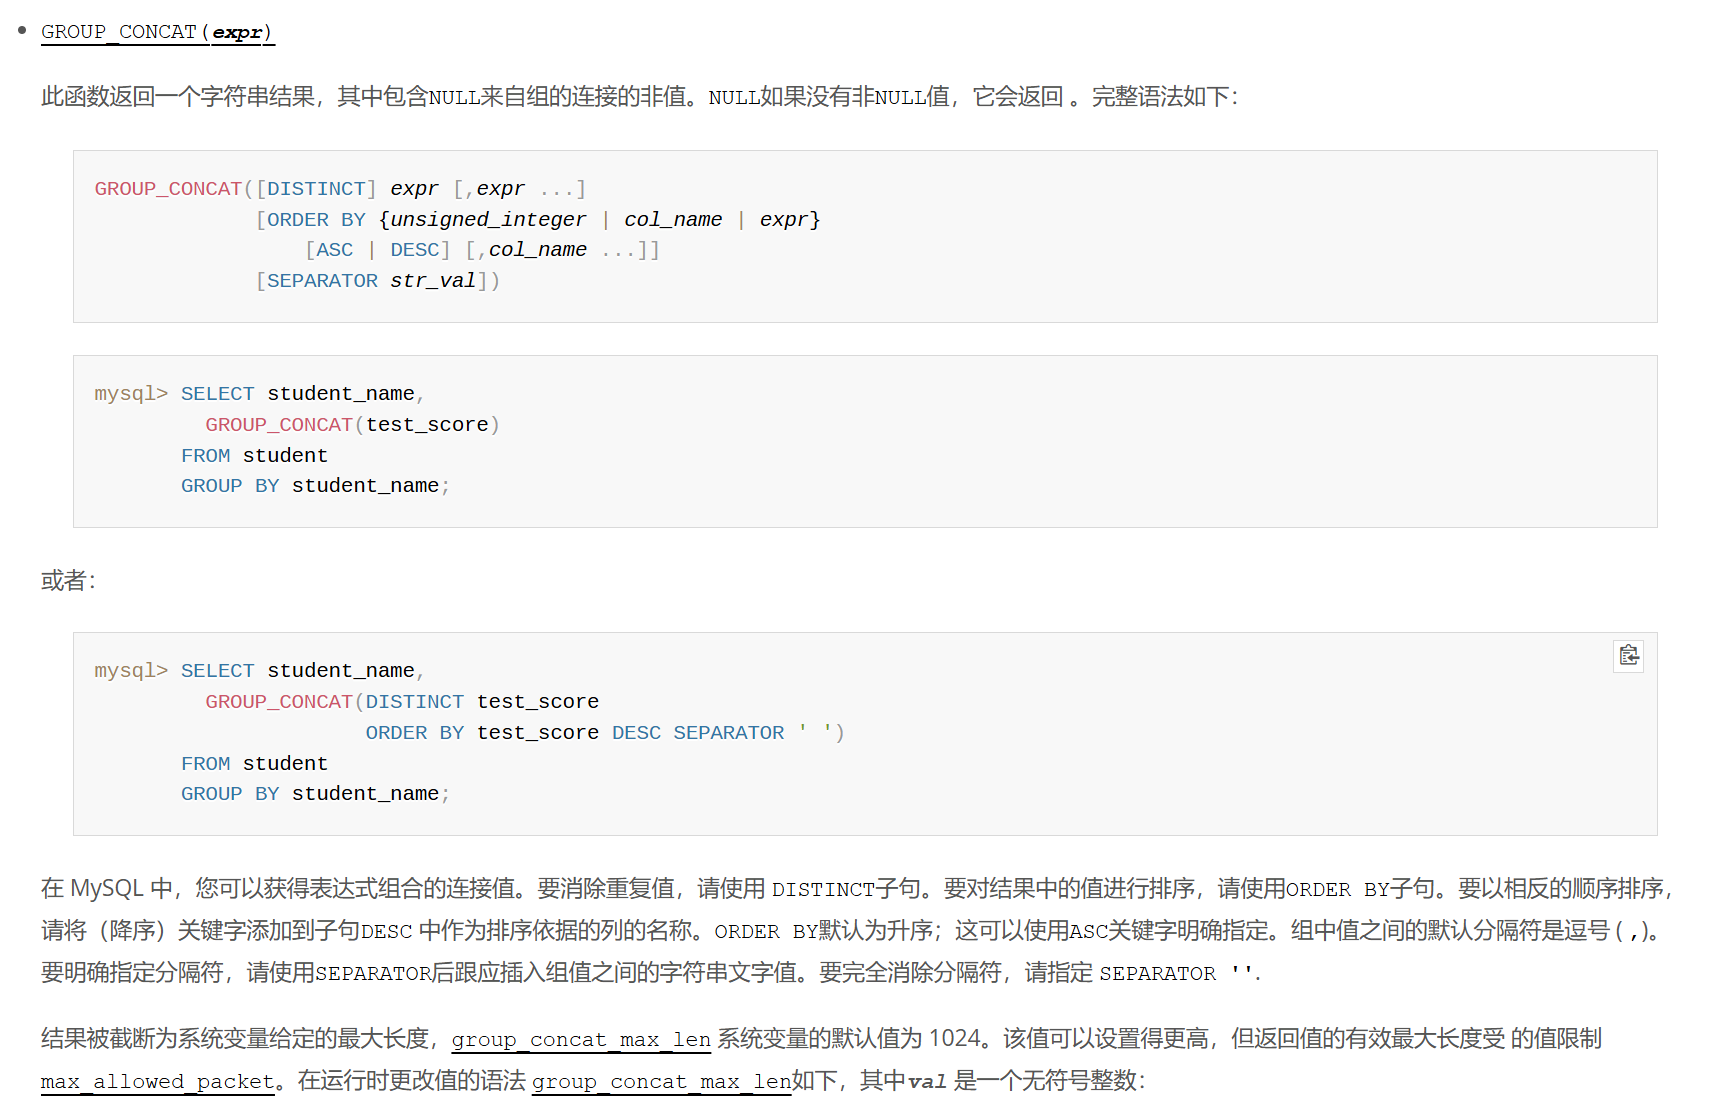 GROUP_CONCAT(expr)
此函数返回一个字符串结果，其中包含NULL来自组的连接的非值。NULL如果没有非NULL值，它会返回 。完整语法如下：
GROUP_CONCAT([DISTINCT] expr [,expr ...]
[ORDER BY {unsigned_integer | col_name | expr}
[ASC | DESC] [,col_name ...]]
[SEPARATOR str_val])
mysql> SELECT student_name,
GROUP_CONCAT(test_score)
FROM student
GROUP BY student_name;
或者：
mysql> SELECT student_name,
GROUP_CONCAT(DISTINCT test_score
ORDER BY test_score DESC SEPARATOR ' ')
FROM student
GROUP BY student_name;
在 MySQL 中，您可以获得表达式组合的连接值。要消除重复值，请使用 DISTINCT子句。要对结果中的值进行排序，请使用ORDER BY子句。要以相反的顺序排序，
请将（降序）关键字添加到子句DESC 中作为排序依据的列的名称。ORDER BY默认为升序；这可以使用ASC关键字明确指定。组中值之间的默认分隔符是逗号 ( ,)。
要明确指定分隔符，请使用SEPARATOR后跟应插入组值之间的字符串文字值。要完全消除分隔符，请指定 SEPARATOR ''.
结果被截断为系统变量给定的最大长度，group_concat_max_len 系统变量的默认值为 1024。该值可以设置得更高，但返回值的有效最大长度受 的值限制
max_allowed_packet。在运行时更改值的语法 group_concat_max_len如下，其中val 是一个无符号整数：